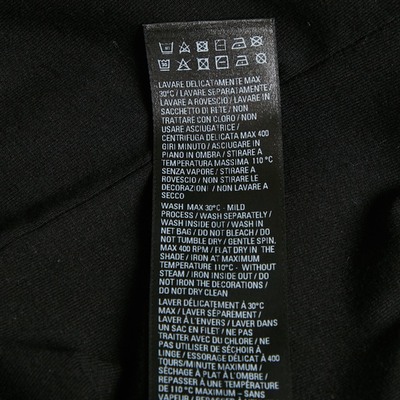 LAVARE DELICATAMENTE MAX
30°C / LAVARE SEPARATAMENTE /
LAVARE A ROVESCIO / LAVARE IN
SACCHETTO DI RETE / NON
TRATTARE CON CLORO / NON
USARE ASCIUGATRICE /
CENTRIFUGA DELICATA MAX 400
GIRI MINUTO / ASCIUGARE IN
PIANO IN OMBRA / STIRARE A
TEMPERATURA MASSIMA 110 °C
SENZA VAPORE / STIRARE A
ROVESCIO / NON STIRARE LE
DECORAZIONI / NON LAVARE A
SECCO
WASH MAX 30°C - MILD
PROCESS / WASH SEPARATELY /
WASH INSIDE OUT / WASH IN
NET BAG / DO NOT BLEACH / DO
NOT TUMBLE DRY / GENTLE SPIN.
MAX 400 RPM / FLAT DRY IN THE
SHADE / IRON AT MAXIMUM
TEMPERATURE 110°C - WITHOUT
STEAM / IRON INSIDE OUT / DO
NOT IRON DECORATIONS /
DO NOT DRY CLEAN
LAVER DÉLICATEMENT À 30°C
MAX / LAVER SÉPAREMENT /
LAVER À L'ENVERS / LAVER DANS
UN SAC EN FILET / NE PAS
TRAITER AVEC DU CHLORE / NE
PAS UTILISER DE SÉCHOIR À
LINGE / ESSORAGE DÉLICAT À 400
TOURS/MINUTE MAXIMUM /
SÉCHAGE À PLAT À L'OMBRE /
REPASSER À UNE TEMPÉRATURE
DE 110 °C MAXIMUM – SANS
VAPEUR / REPASSER À